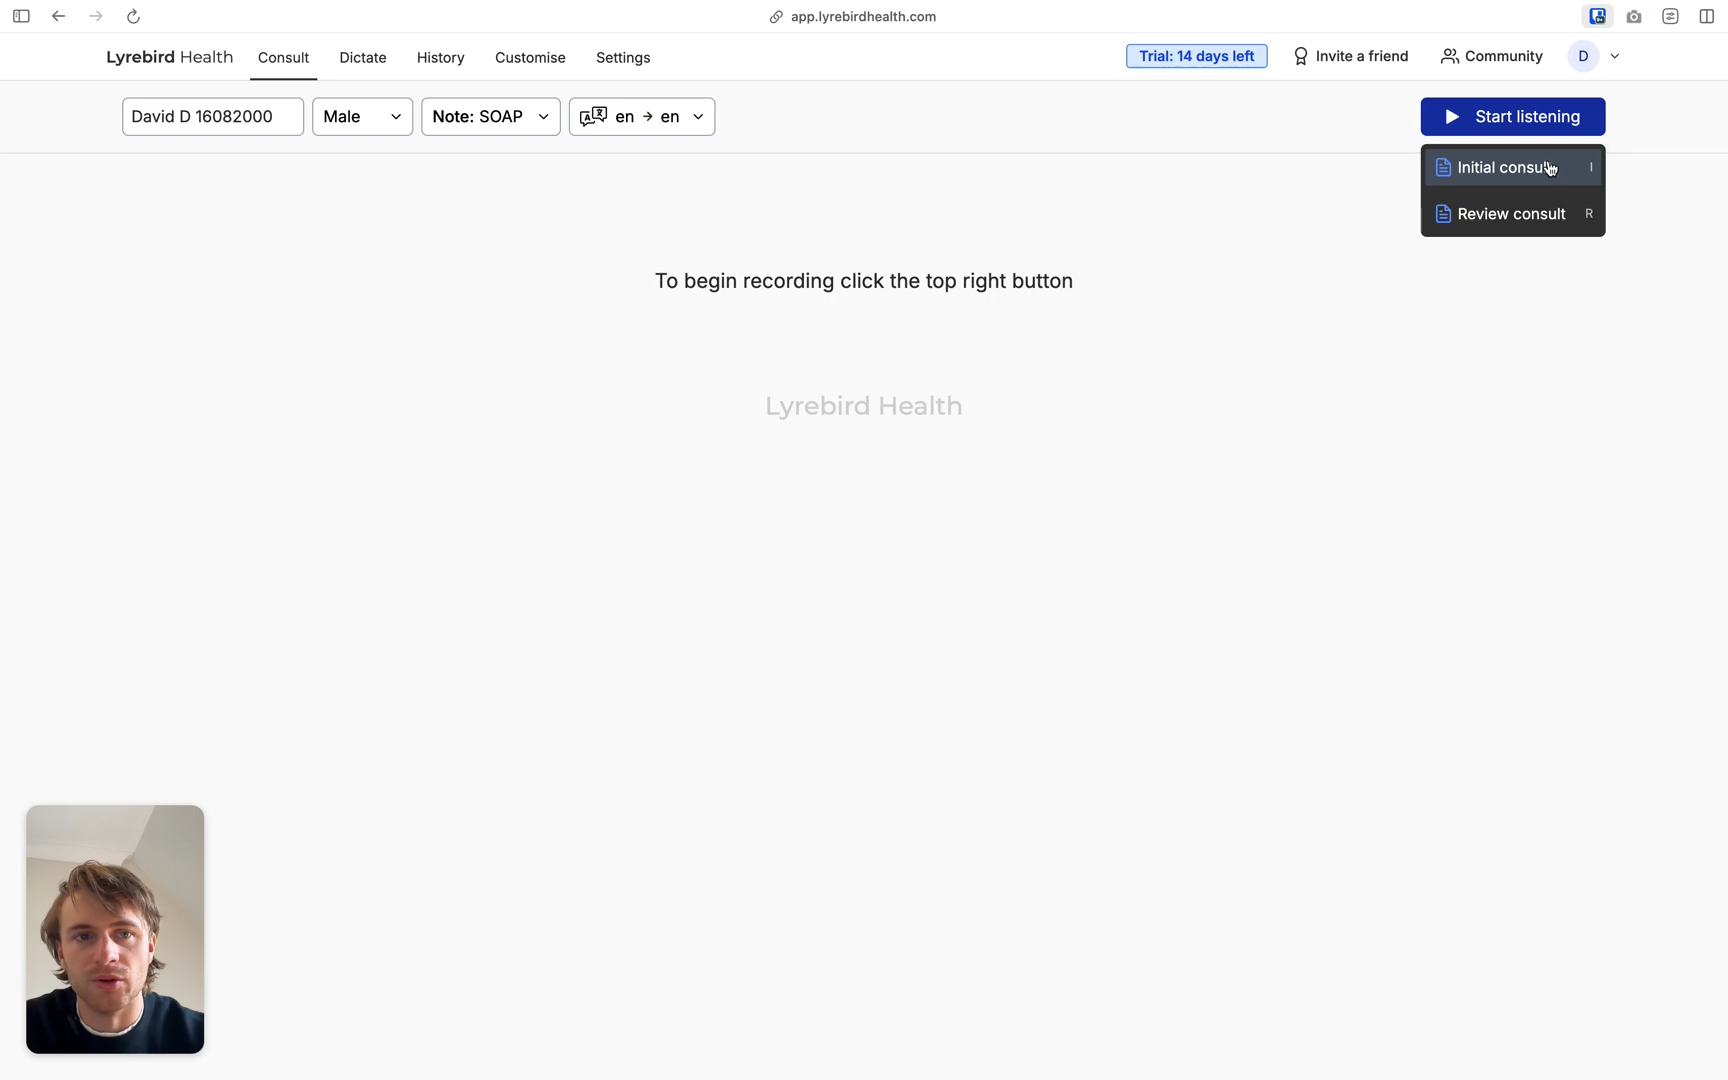 app.lyrebirdhealth.com
Lyrebird Health
Consult
Dictate
History
Customise
Settings
Trial: 14 days left
Invite a friend
Community
D
David D 16082000
Male
Note: SOAP
en → en
Start listening
Initial consult
I
Review consult
R
To begin recording click the top right button
Lyrebird Health